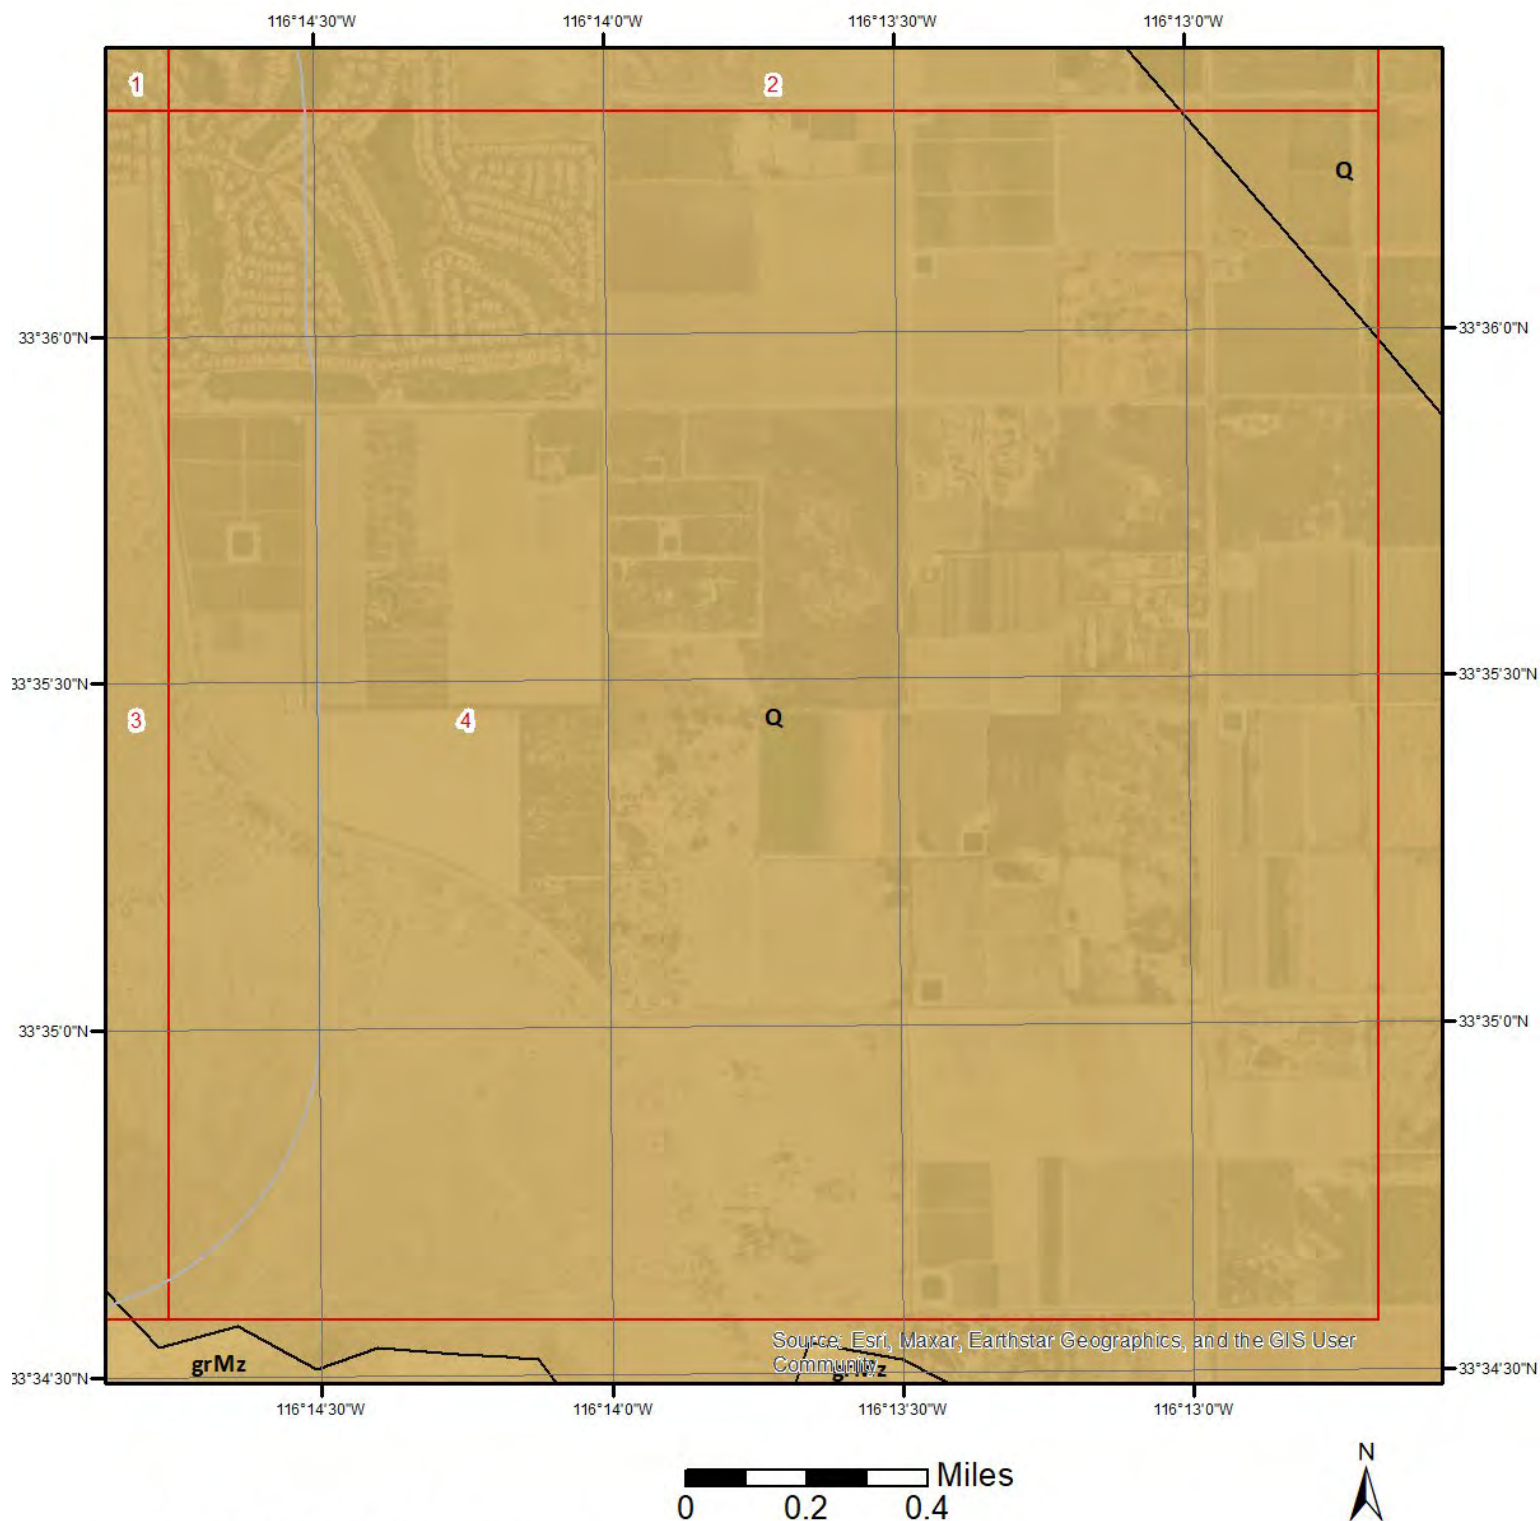 116°14'30"W 116°14'0"W 116°13'30"W 116°13'0"W
1 2
Q
33°36'0"N 33°36'0"N
33°35'30"N 33°35'30"N
3 4 Q
33°35'0"N 33°35'0"N
Source: Esri, Maxar, Earthstar Geographics, and the GIS User
grMz Community grMz
33°34'30"N 33°34'30"N
116°14'30"W 116°14'0"W 116°13'30"W 116°13'0"W
N
Miles
0 0.2 0.4